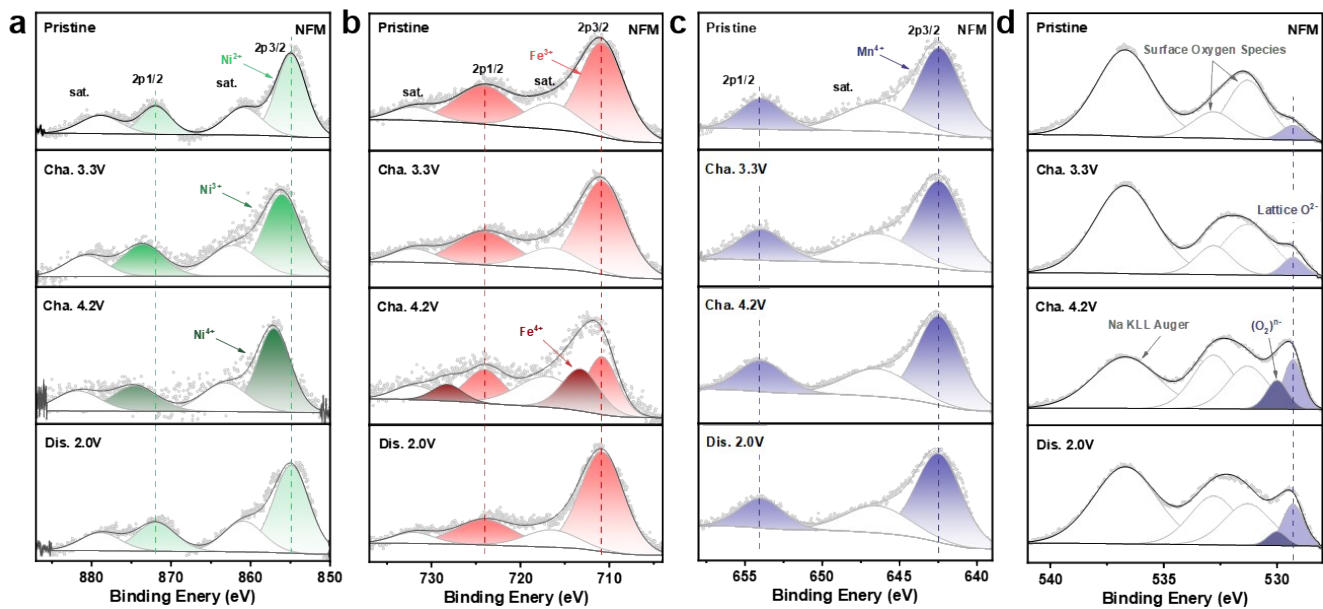 a
Pristine
2p3/2
NFM
Ni²⁺
2p1/2
sat.
sat.
Cha. 3.3V
Ni³⁺
Cha. 4.2V
Ni⁴⁺
Dis. 2.0V
880
870
860
850
Binding Enery (eV)
b
Pristine
2p3/2
NFM
Fe³⁺
2p1/2
sat.
sat.
Cha. 3.3V
Cha. 4.2V
Fe⁴⁺
Dis. 2.0V
730
720
710
Binding Enery (eV)
c
Pristine
2p3/2
NFM
Mn⁴⁺
2p1/2
sat.
Cha. 3.3V
Cha. 4.2V
Dis. 2.0V
655
650
645
640
Binding Enery (eV)
d
Pristine
NFM
Surface Oxygen Species
Cha. 3.3V
Lattice O²⁻
Cha. 4.2V
Na KLL Auger
(O₂)ⁿ⁻
Dis. 2.0V
540
535
530
Binding Enery (eV)